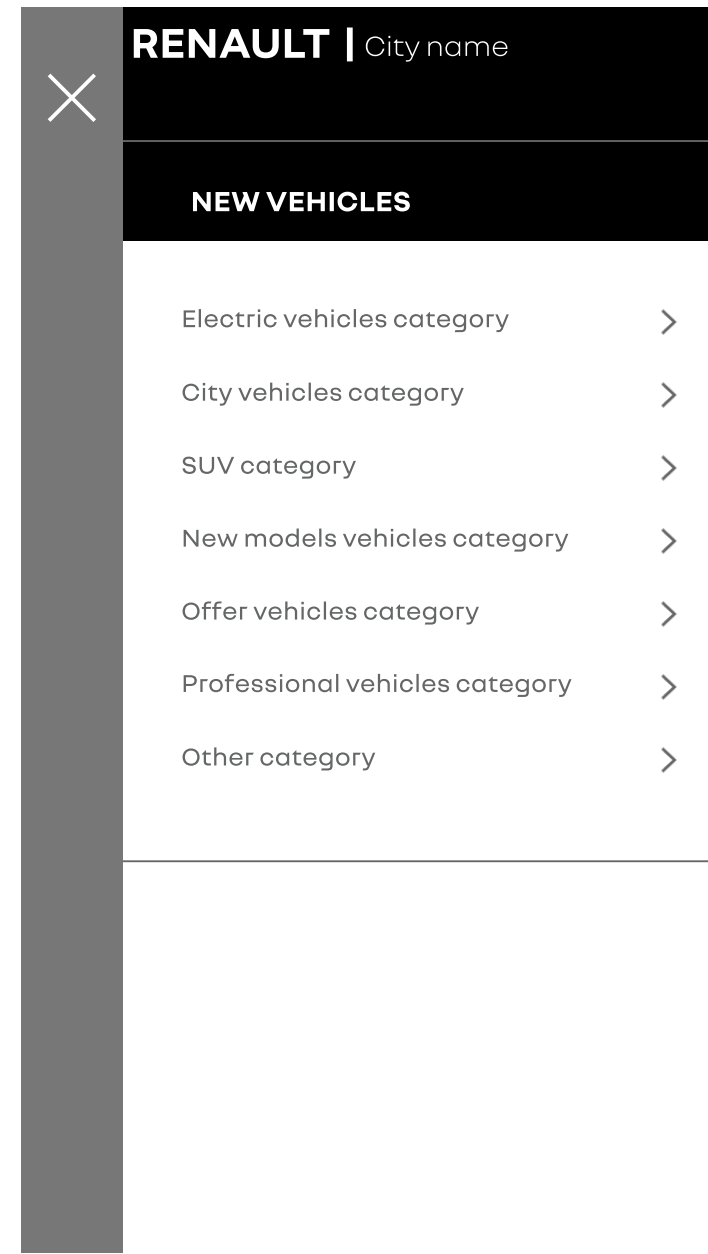 RENAULT | City name
NEW VEHICLES
Electric vehicles category
City vehicles category
SUV category
New models vehicles category
Offer vehicles category
Professional vehicles category
Other category